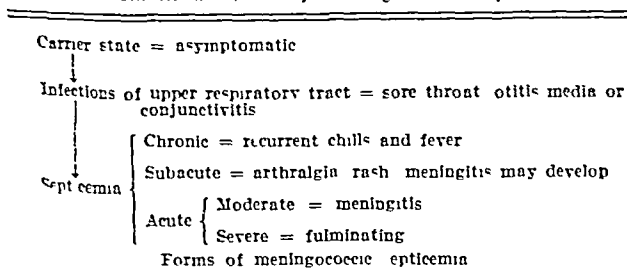 Carrier state = asymptomatic
Infections of upper respiratory tract = sore throat otitis media or
conjunctivitis
Chronic = recurrent chills and fever
Subacute = arthralgia rash meningitis may develop
Septicemia
Moderate = meningitis
Acute
Severe = fulminating
Forms of meningococcic epticemia